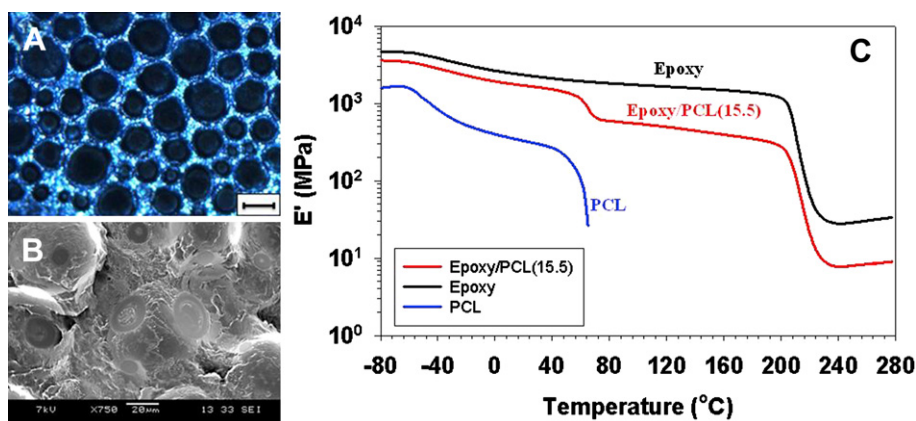 A
B
7kV X750 20μm 13 33 SEI
C
E' (MPa)
10⁴
10³
10²
10¹
10⁰
Epoxy
Epoxy/PCL(15.5)
PCL
Epoxy/PCL(15.5)
Epoxy
PCL
-80 -40 0 40 80 120 160 200 240 280
Temperature (°C)